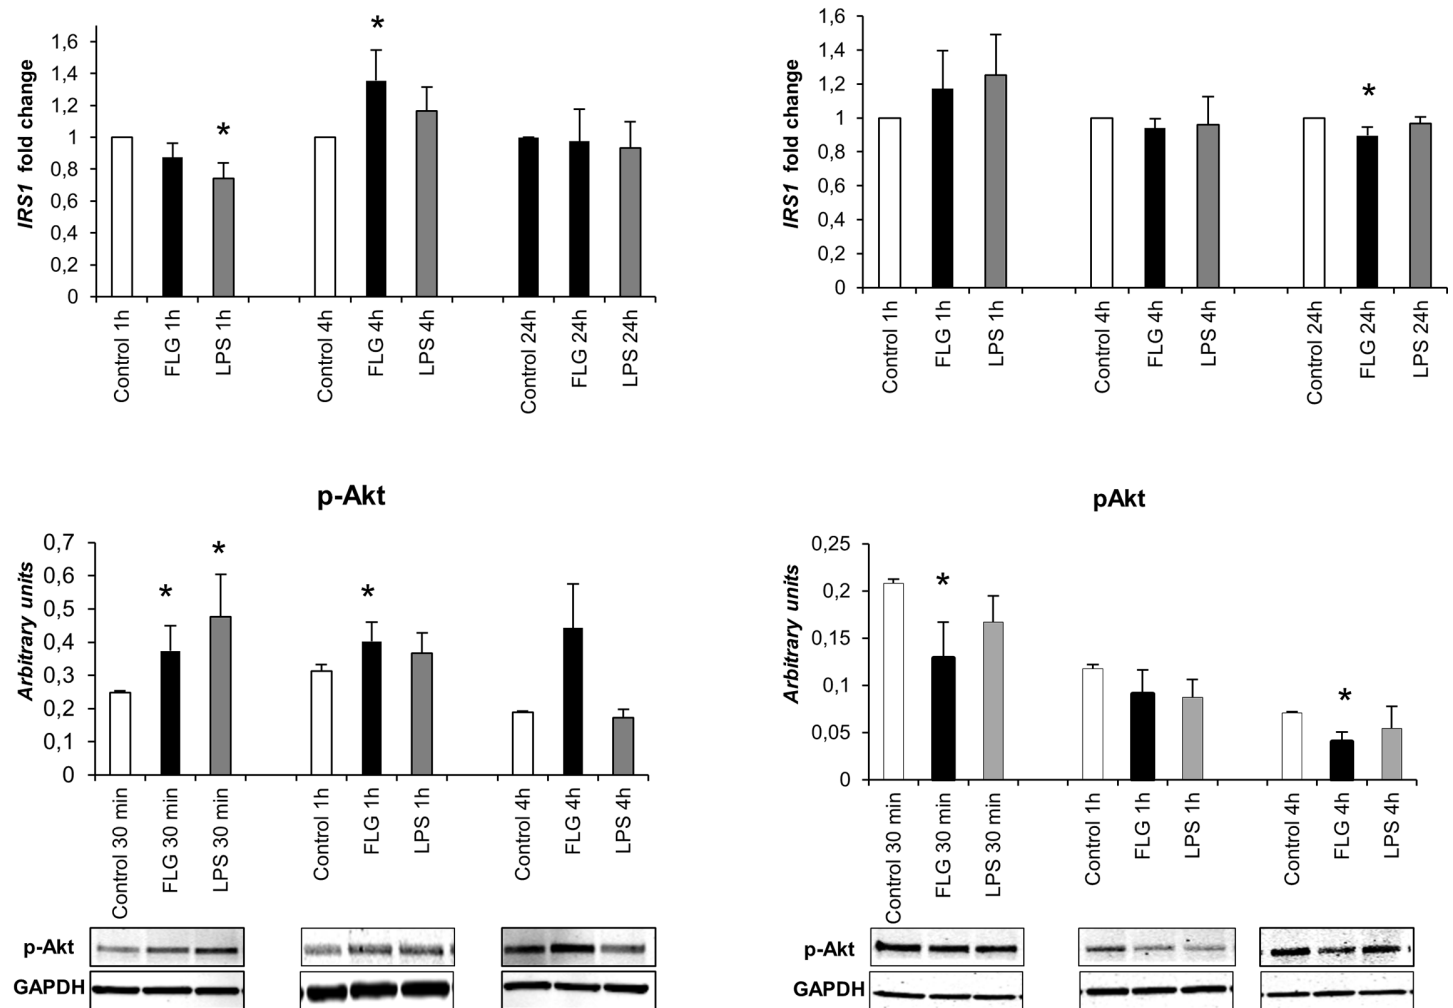 *
1,6
1,4
1,2
1
0,8
0,6
0,4
0,2
0
IRS1 fold change
*
Control 1h
FLG 1h
LPS 1h
Control 4h
FLG 4h
LPS 4h
Control 24h
FLG 24h
LPS 24h
1,6
1,4
1,2
1
0,8
0,6
0,4
0,2
0
IRS1 fold change
*
Control 1h
FLG 1h
LPS 1h
Control 4h
FLG 4h
LPS 4h
Control 24h
FLG 24h
LPS 24h
p-Akt
0,7
0,6
0,5
0,4
0,3
0,2
0,1
0
Arbitrary units
*
*
*
Control 30 min
FLG 30 min
LPS 30 min
Control 1h
FLG 1h
LPS 1h
Control 4h
FLG 4h
LPS 4h
p-Akt
GAPDH
pAkt
0,25
0,2
0,15
0,1
0,05
0
Arbitrary units
*
*
Control 30 min
FLG 30 min
LPS 30 min
Control 1h
FLG 1h
LPS 1h
Control 4h
FLG 4h
LPS 4h
p-Akt
GAPDH